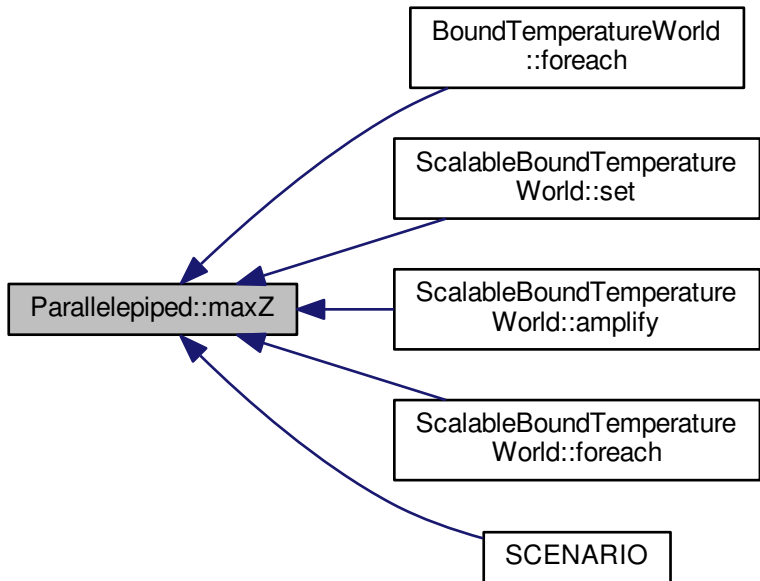 BoundTemperatureWorld
::foreach
ScalableBoundTemperature
World::set
Parallelepiped::maxZ
ScalableBoundTemperature
World::amplify
ScalableBoundTemperature
World::foreach
SCENARIO